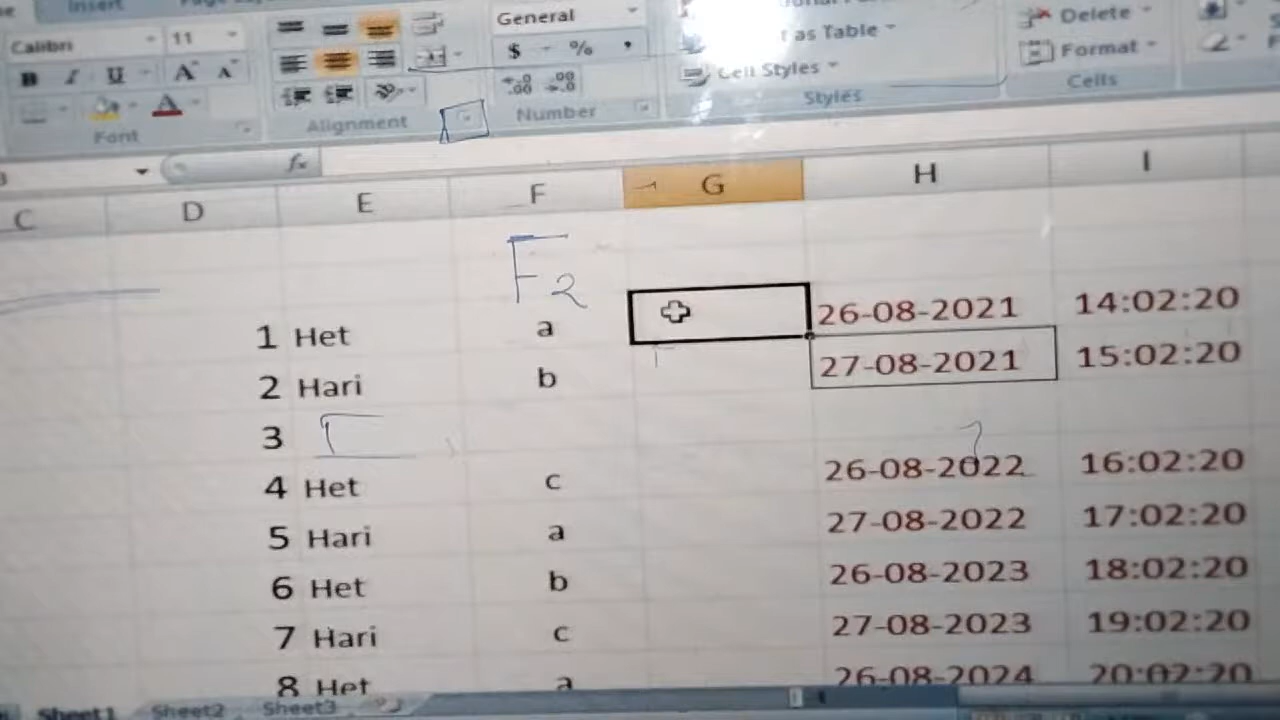 Insert
Calibri 11 General as Table Delete
B I U A A $ % , Cell Styles Format
Font Alignment Number Styles Cells
fx
C D E F G H I
F2
1 Het a 26-08-2021 14:02:20
2 Hari b 27-08-2021 15:02:20
3
4 Het c 26-08-2022 16:02:20
5 Hari a 27-08-2022 17:02:20
6 Het b 26-08-2023 18:02:20
7 Hari c 27-08-2023 19:02:20
8 Het a 26-08-2024 20:02:20
Sheet1 Sheet2 Sheet3